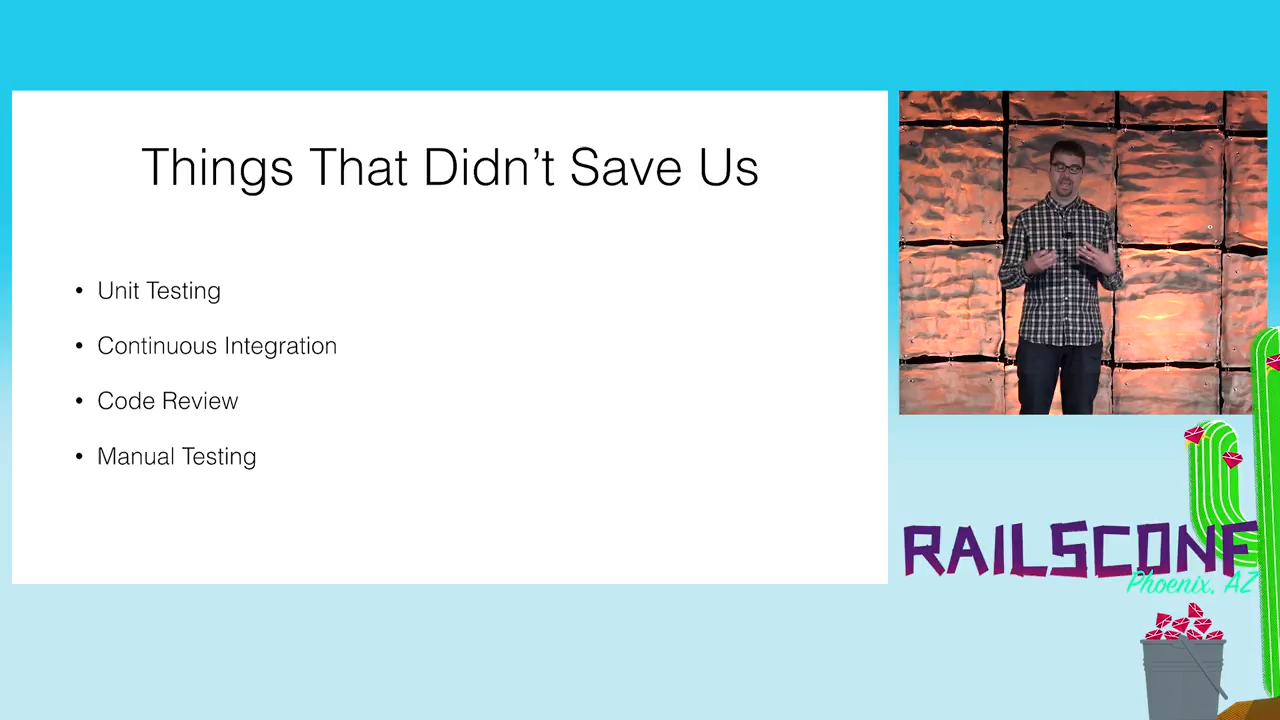 Things That Didn’t Save Us
• Unit Testing
• Continuous Integration
• Code Review
• Manual Testing
RAILSCONF
Phoenix, AZ